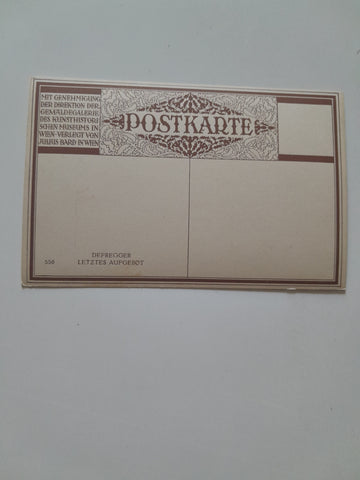 MIT GENEHMIGUNG
DER DIREKTION DER
GEMÄLDEGALERIE
DES KUNSTHISTORI
SCHEN MUSEUMS IN
WIEN·VERLEGT VON
JULIUS BARD IN WIEN
POSTKARTE
DEFREGGER
556 LETZTES AUFGEBOT